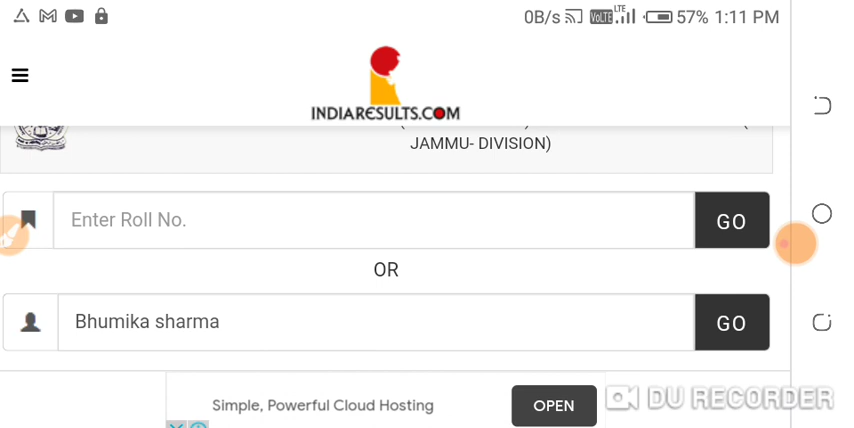 0B/s VoLTE LTE 57% 1:11 PM
INDIARESULTS.COM
JAMMU- DIVISION)
Enter Roll No.
GO
OR
Bhumika sharma
GO
Simple, Powerful Cloud Hosting
OPEN
DU RECORDER